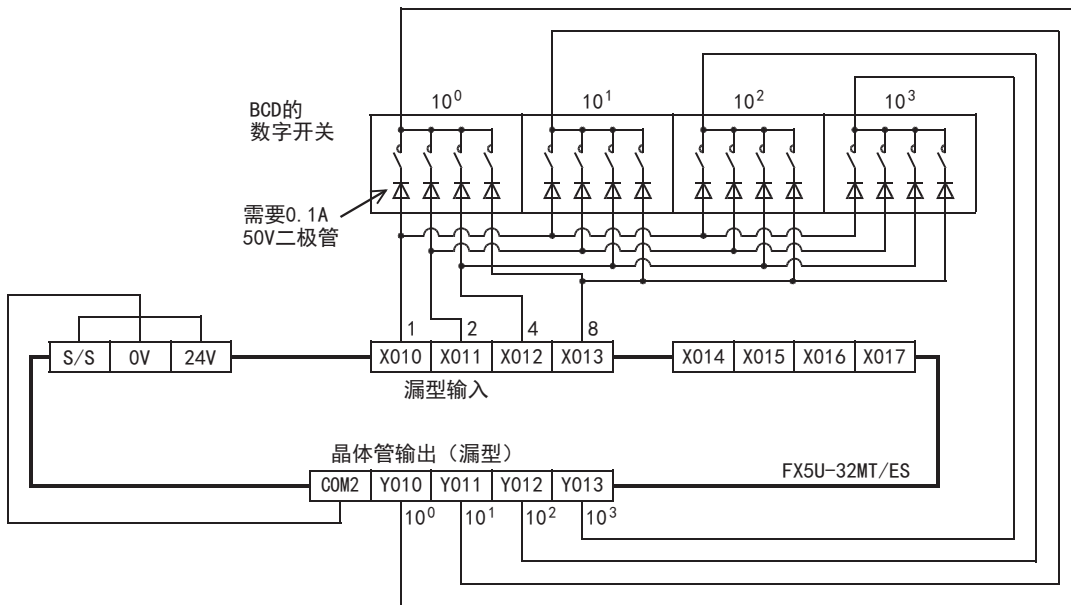 BCD的
数字开关
10⁰ 10¹ 10² 10³
需要0.1A
50V二极管
1 2 4 8
S/S 0V 24V X010 X011 X012 X013 X014 X015 X016 X017
漏型输入
晶体管输出（漏型）
FX5U-32MT/ES
COM2 Y010 Y011 Y012 Y013
10⁰ 10¹ 10² 10³